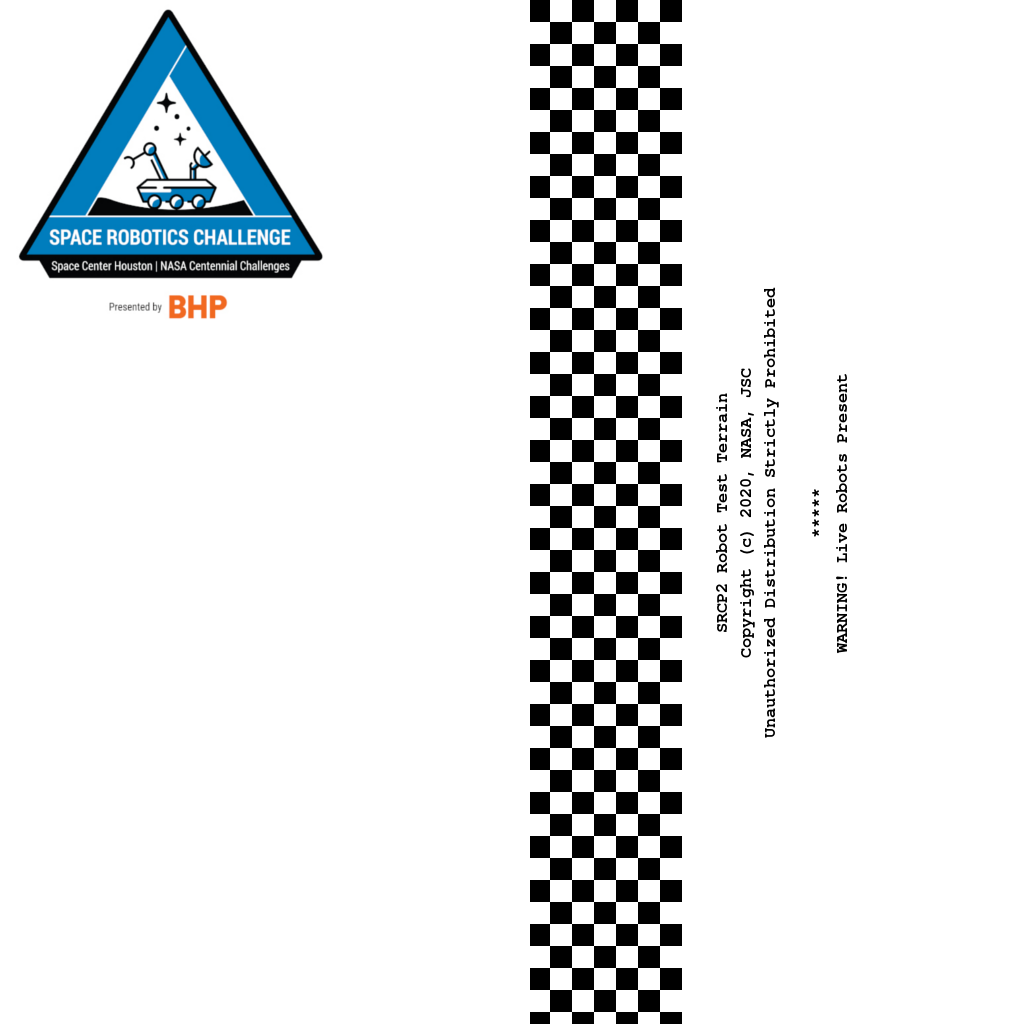 SPACE ROBOTICS CHALLENGE
Space Center Houston | NASA Centennial Challenges
Presented by BHP
SRCP2 Robot Test Terrain
Copyright (c) 2020, NASA, JSC
Unauthorized Distribution Strictly Prohibited
*****
WARNING! Live Robots Present